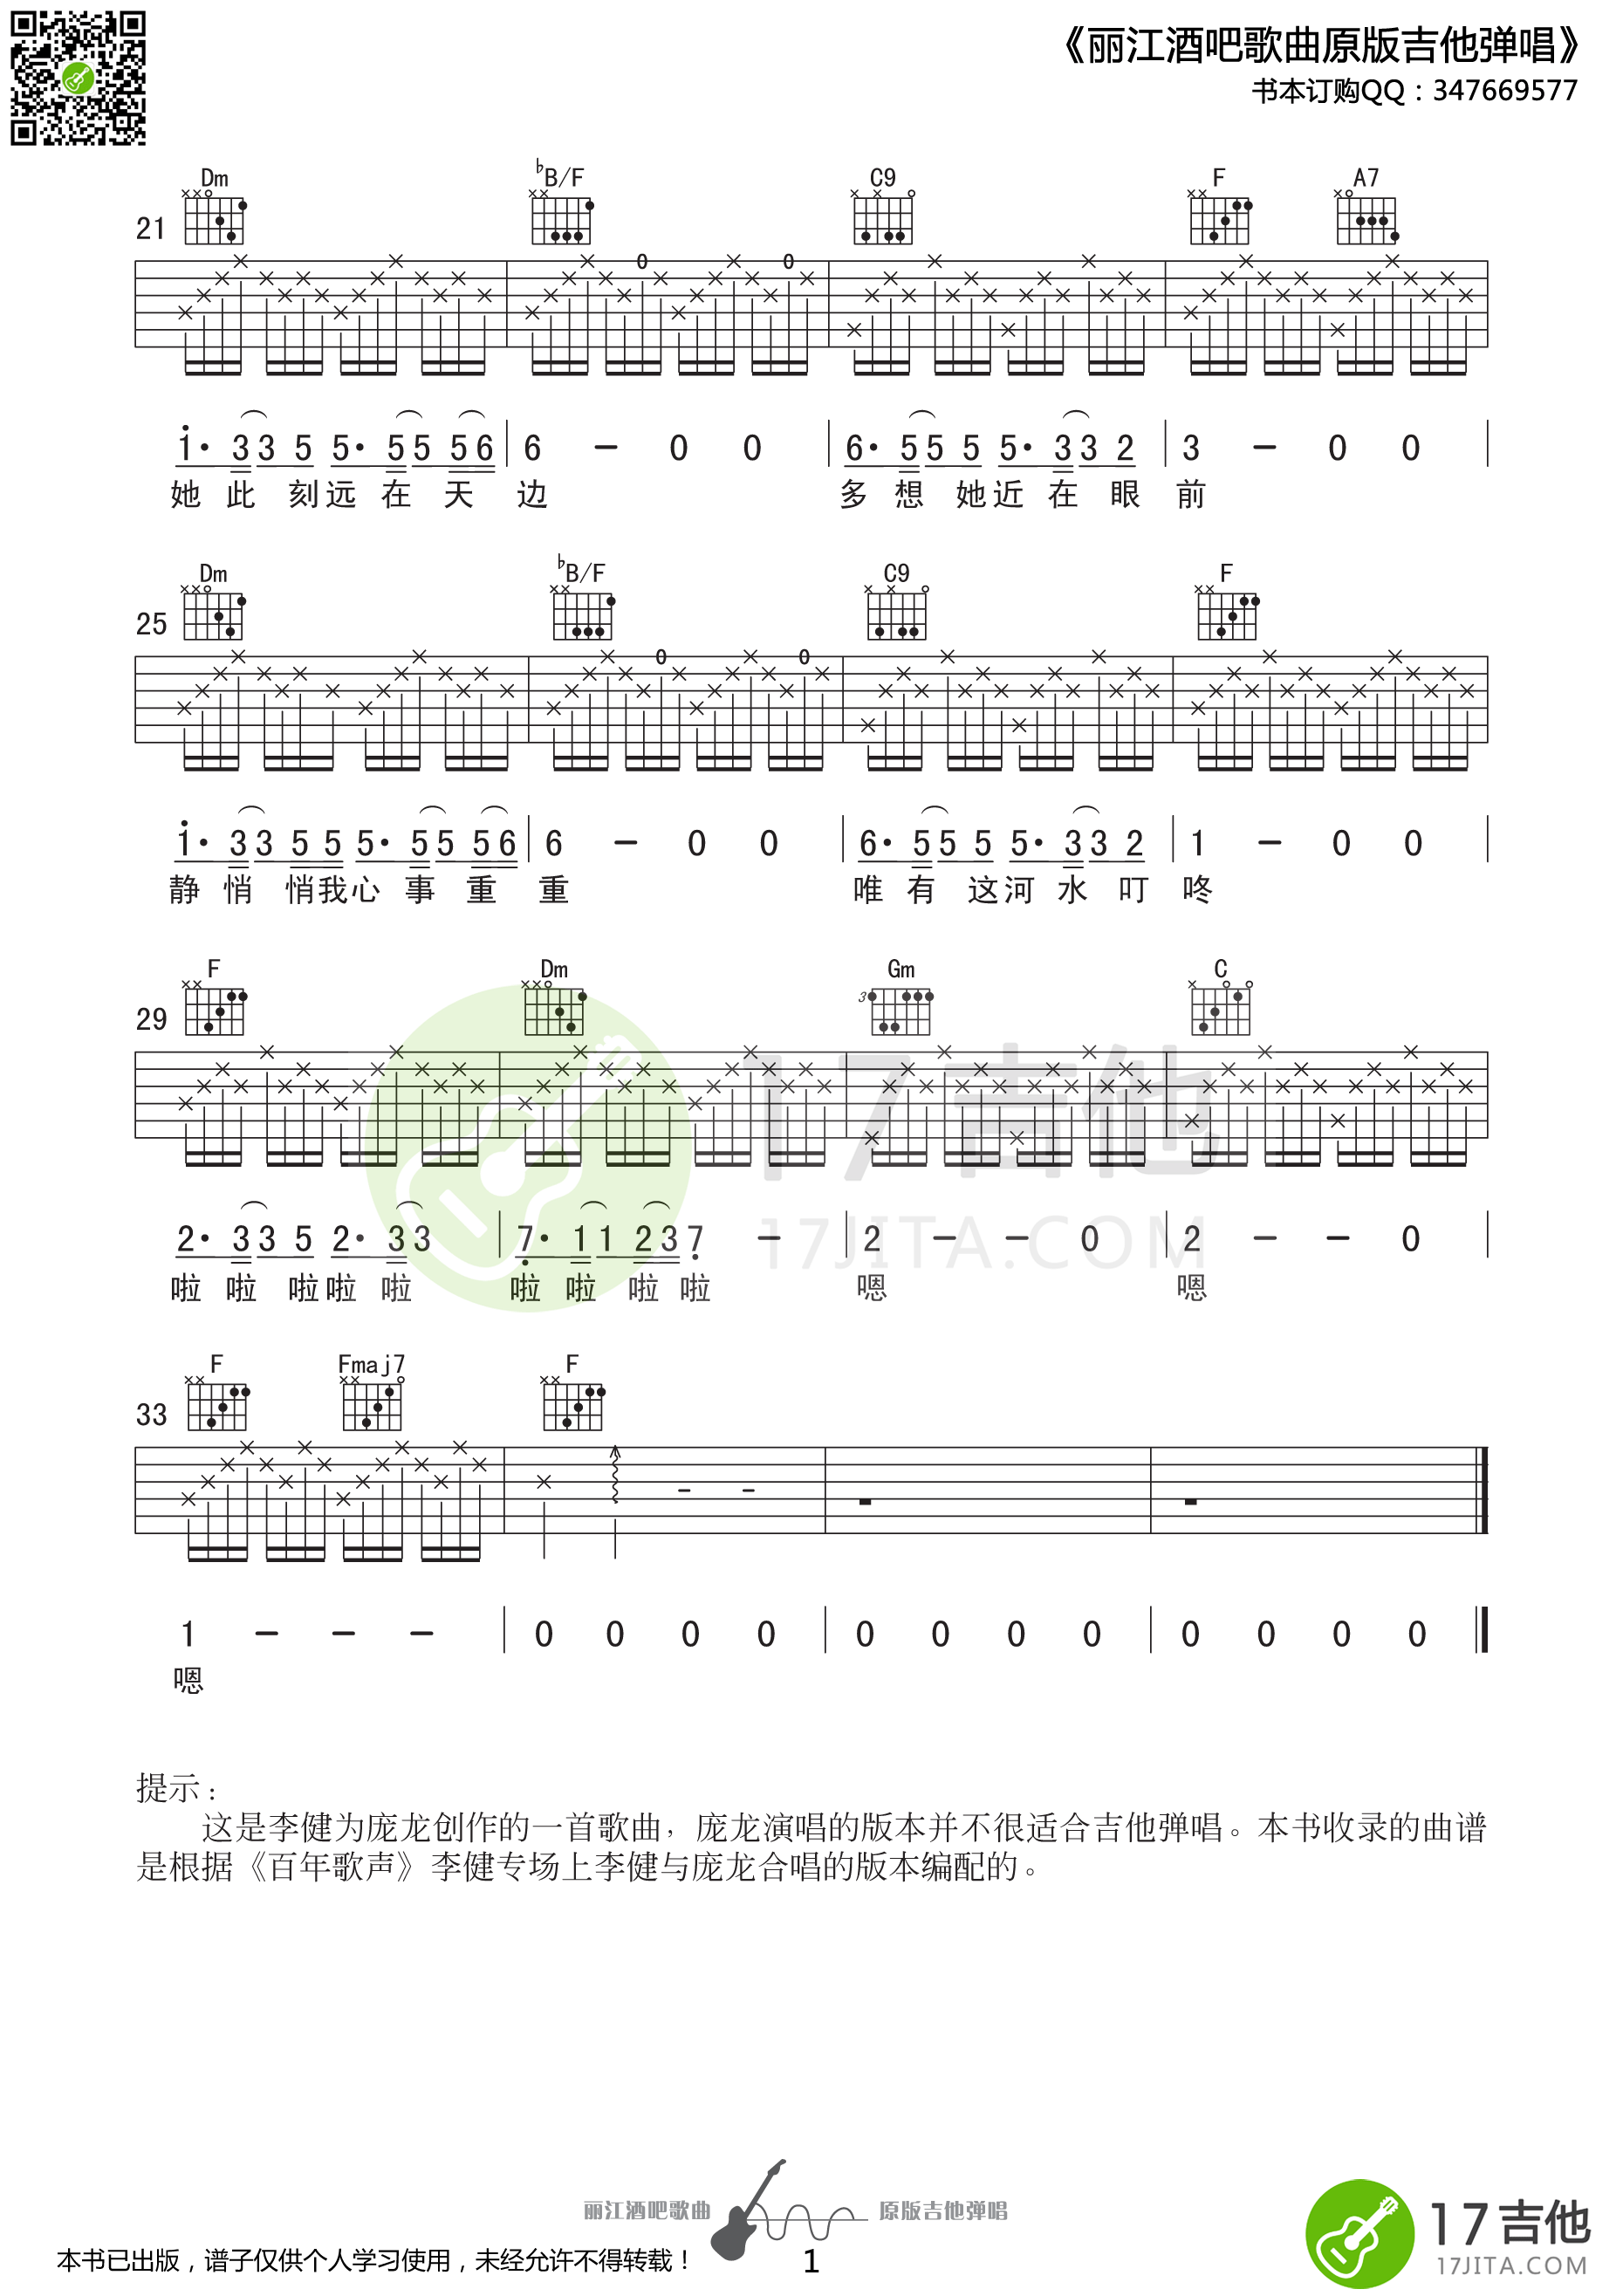 《丽江酒吧歌曲原版吉他弹唱》
书本订购QQ：347669577
Dm ♭B/F C9 F A7
21
1· 3 3 5 5· 5 5 5 6 | 6 － 0 0 | 6· 5 5 5 5· 3 3 2 | 3 － 0 0 |
她 此 刻 远 在 天 边 多 想 她 近 在 眼 前
Dm ♭B/F C9 F
25
1· 3 3 5 5 5· 5 5 5 6 | 6 － 0 0 | 6· 5 5 5 5· 3 3 2 | 1 － 0 0 |
静 悄 悄 我 心 事 重 重 唯 有 这 河 水 叮 咚
F Dm Gm C
3
29
2· 3 3 5 2· 3 3 | 7· 1 1 2 3 7 － | 2 － － 0 | 2 － － 0 |
啦 啦 啦 啦 啦 啦 啦 啦 啦 嗯 嗯
17吉他
17JITA.COM
F Fmaj7 F
33
1 － － － | 0 0 0 0 | 0 0 0 0 | 0 0 0 0
嗯
提示：
这是李健为庞龙创作的一首歌曲，庞龙演唱的版本并不很适合吉他弹唱。本书收录的曲谱
是根据《百年歌声》李健专场上李健与庞龙合唱的版本编配的。
丽江酒吧歌曲 原版吉他弹唱
本书已出版，谱子仅供个人学习使用，未经允许不得转载！
1
17吉他
17JITA.COM